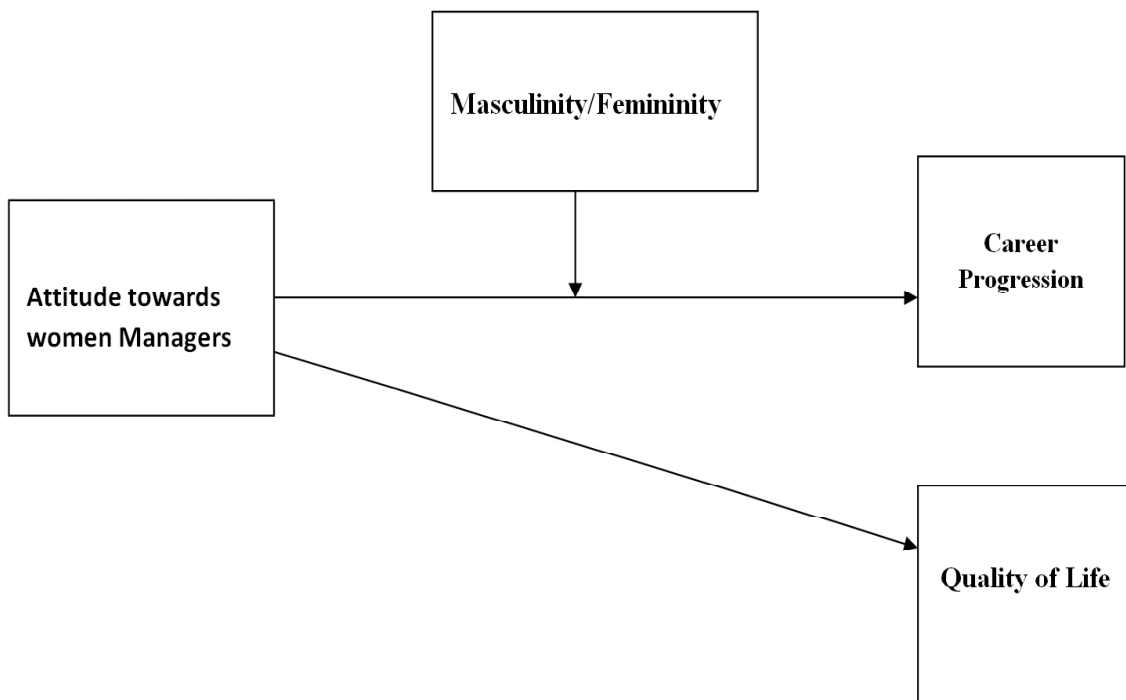 Masculinity/Femininity
Attitude towards
women Managers
Career
Progression
Quality of Life